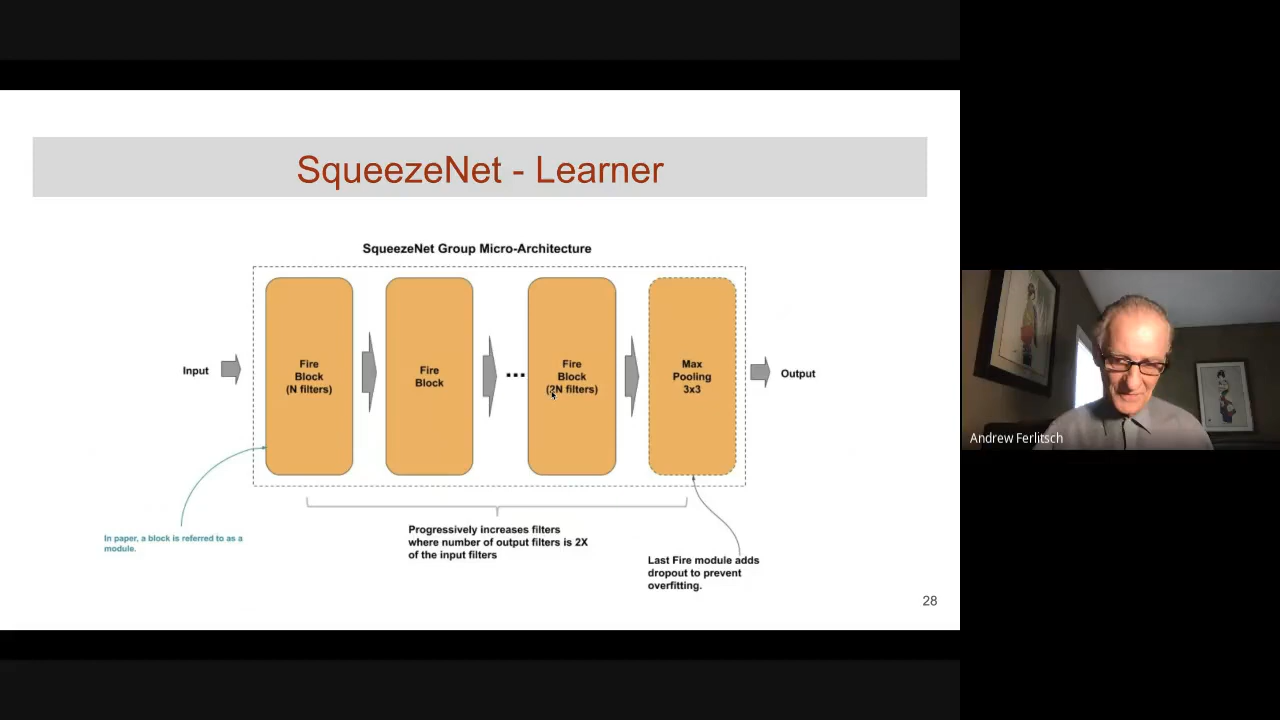 SqueezeNet - Learner
SqueezeNet Group Micro-Architecture
Input
Fire
Block
(N filters)
Fire
Block
...
Fire
Block
(2N filters)
Max
Pooling
3x3
Output
In paper, a block is referred to as a
module.
Progressively increases filters
where number of output filters is 2X
of the input filters
Last Fire module adds
dropout to prevent
overfitting.
28
Andrew Ferlitsch